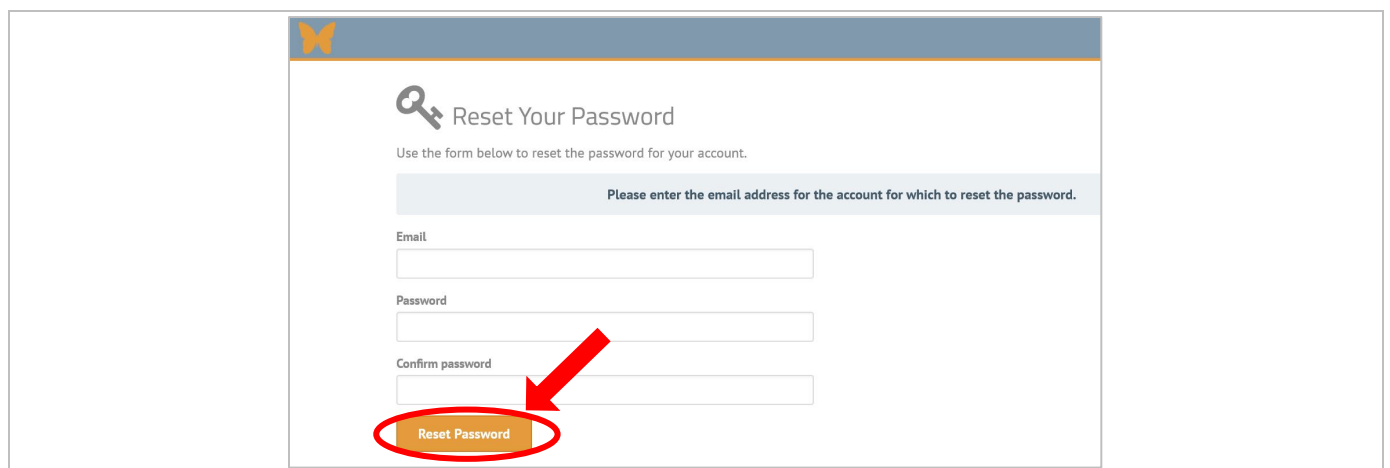 Reset Your Password
Use the form below to reset the password for your account.
Please enter the email address for the account for which to reset the password.
Email
Password
Confirm password
Reset Password